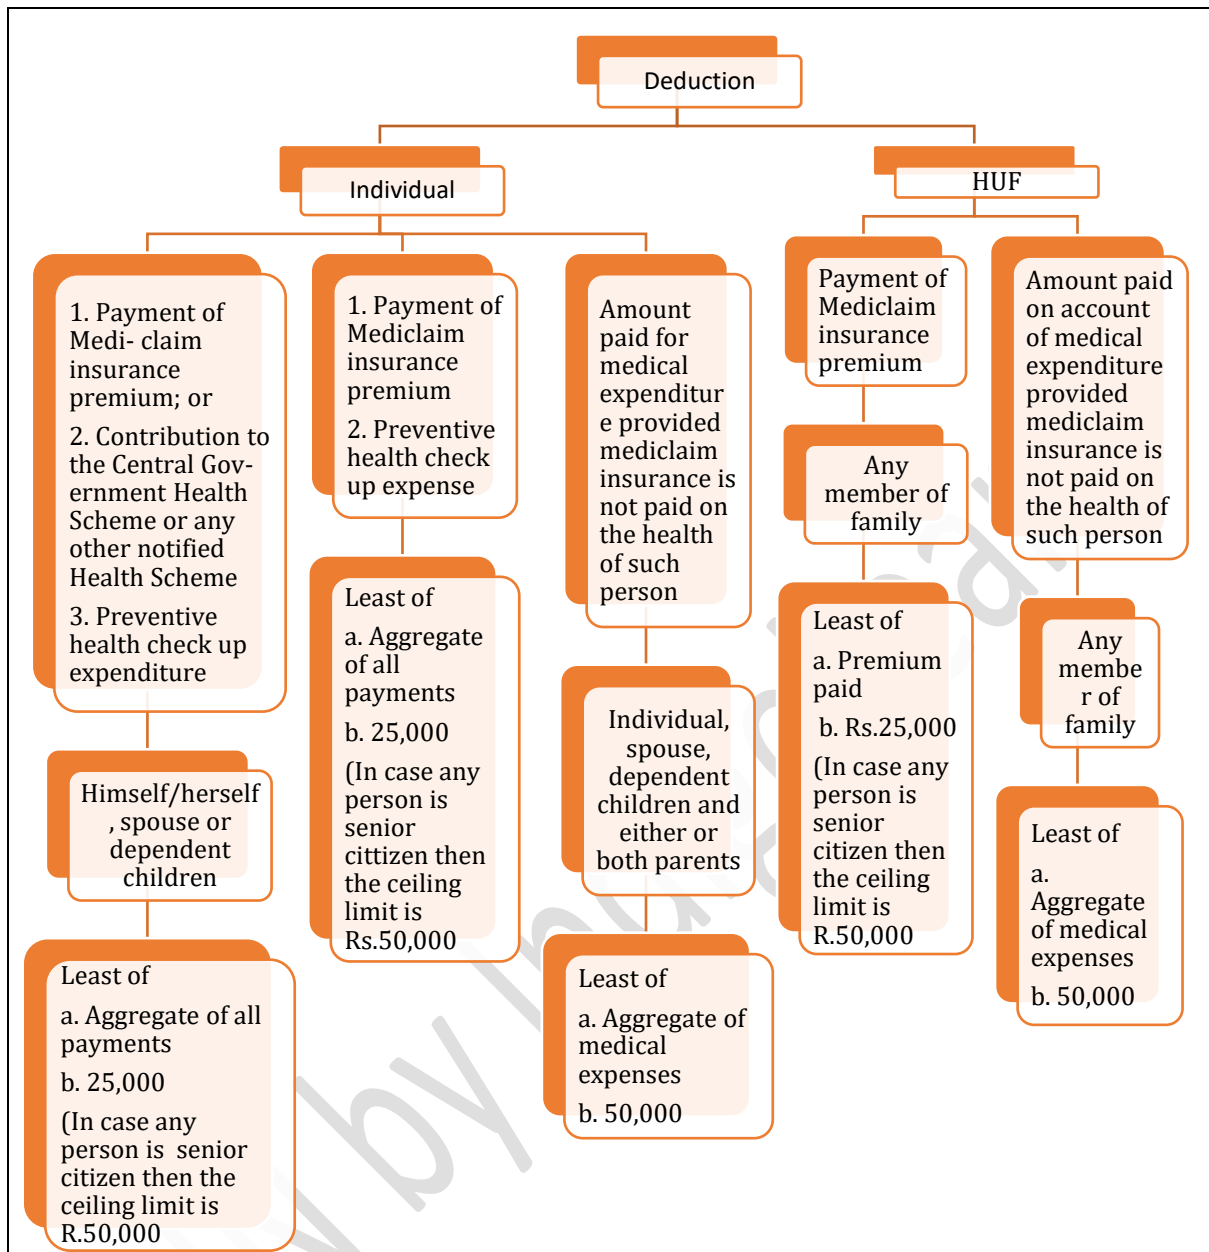 Deduction
Individual
HUF
1. Payment of
Medi- claim
insurance
premium; or
2. Contribution to
the Central Gov-
ernment Health
Scheme or any
other notified
Health Scheme
3. Preventive
health check up
expenditure
Himself/herself
, spouse or
dependent
children
Least of
a. Aggregate of all
payments
b. 25,000
(In case any
person is senior
citizen then the
ceiling limit is
R.50,000
1. Payment of
Mediclaim
insurance
premium
2. Preventive
health check
up expense
Least of
a. Aggregate
of all
payments
b. 25,000
(In case any
person is
senior
cittizen then
the ceiling
limit is
Rs.50,000
Amount
paid for
medical
expenditur
e provided
mediclaim
insurance is
not paid on
the health
of such
person
Individual,
spouse,
dependent
children and
either or
both parents
Least of
a. Aggregate of
medical
expenses
b. 50,000
Payment of
Mediclaim
insurance
premium
Any
member of
family
Least of
a. Premium
paid
b. Rs.25,000
(In case any
person is
senior
citizen then
the ceiling
limit is
R.50,000
Amount paid
on account
of medical
expenditure
provided
mediclaim
insurance is
not paid on
the health of
such person
Any
membe
r of
family
Least of
a.
Aggregate
of medical
expenses
b. 50,000
by